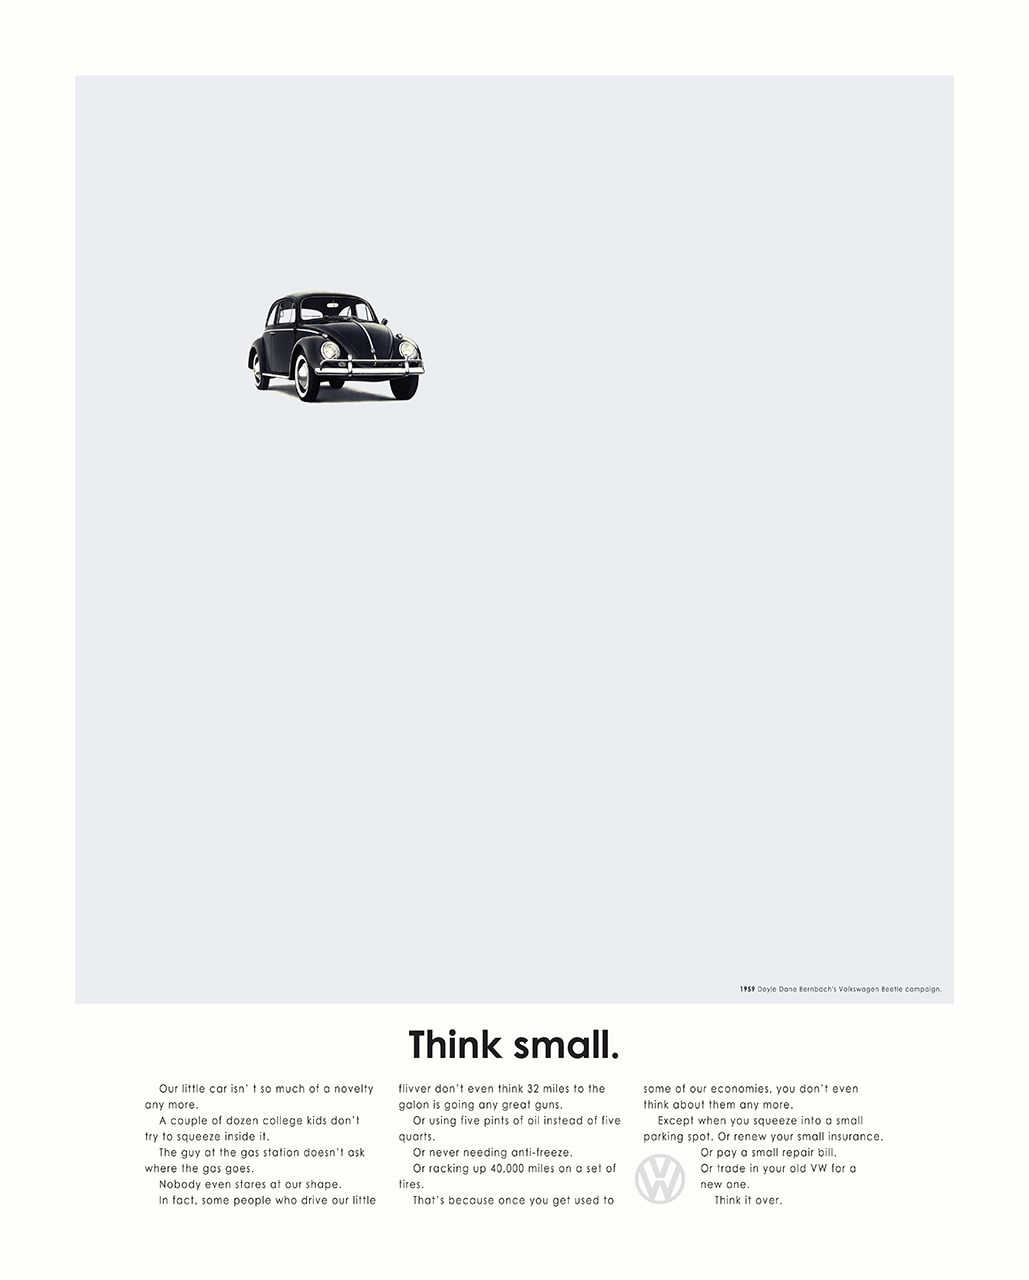 1959 Doyle Dane Bernbach's Volkswagen Beetle campaign.
Think small.
Our little car isn' t so much of a novelty
any more.
A couple of dozen college kids don't
try to squeeze inside it.
The guy at the gas station doesn't ask
where the gas goes.
Nobody even stares at our shape.
In fact, some people who drive our little
flivver don't even think 32 miles to the
galon is going any great guns.
Or using five pints of oil instead of five
quarts.
Or never needing anti-freeze.
Or racking up 40,000 miles on a set of
tires.
That's because once you get used to
some of our economies, you don't even
think about them any more.
Except when you squeeze into a small
parking spot. Or renew your small insurance.
Or pay a small repair bill.
Or trade in your old VW for a
new one.
Think it over.
VW